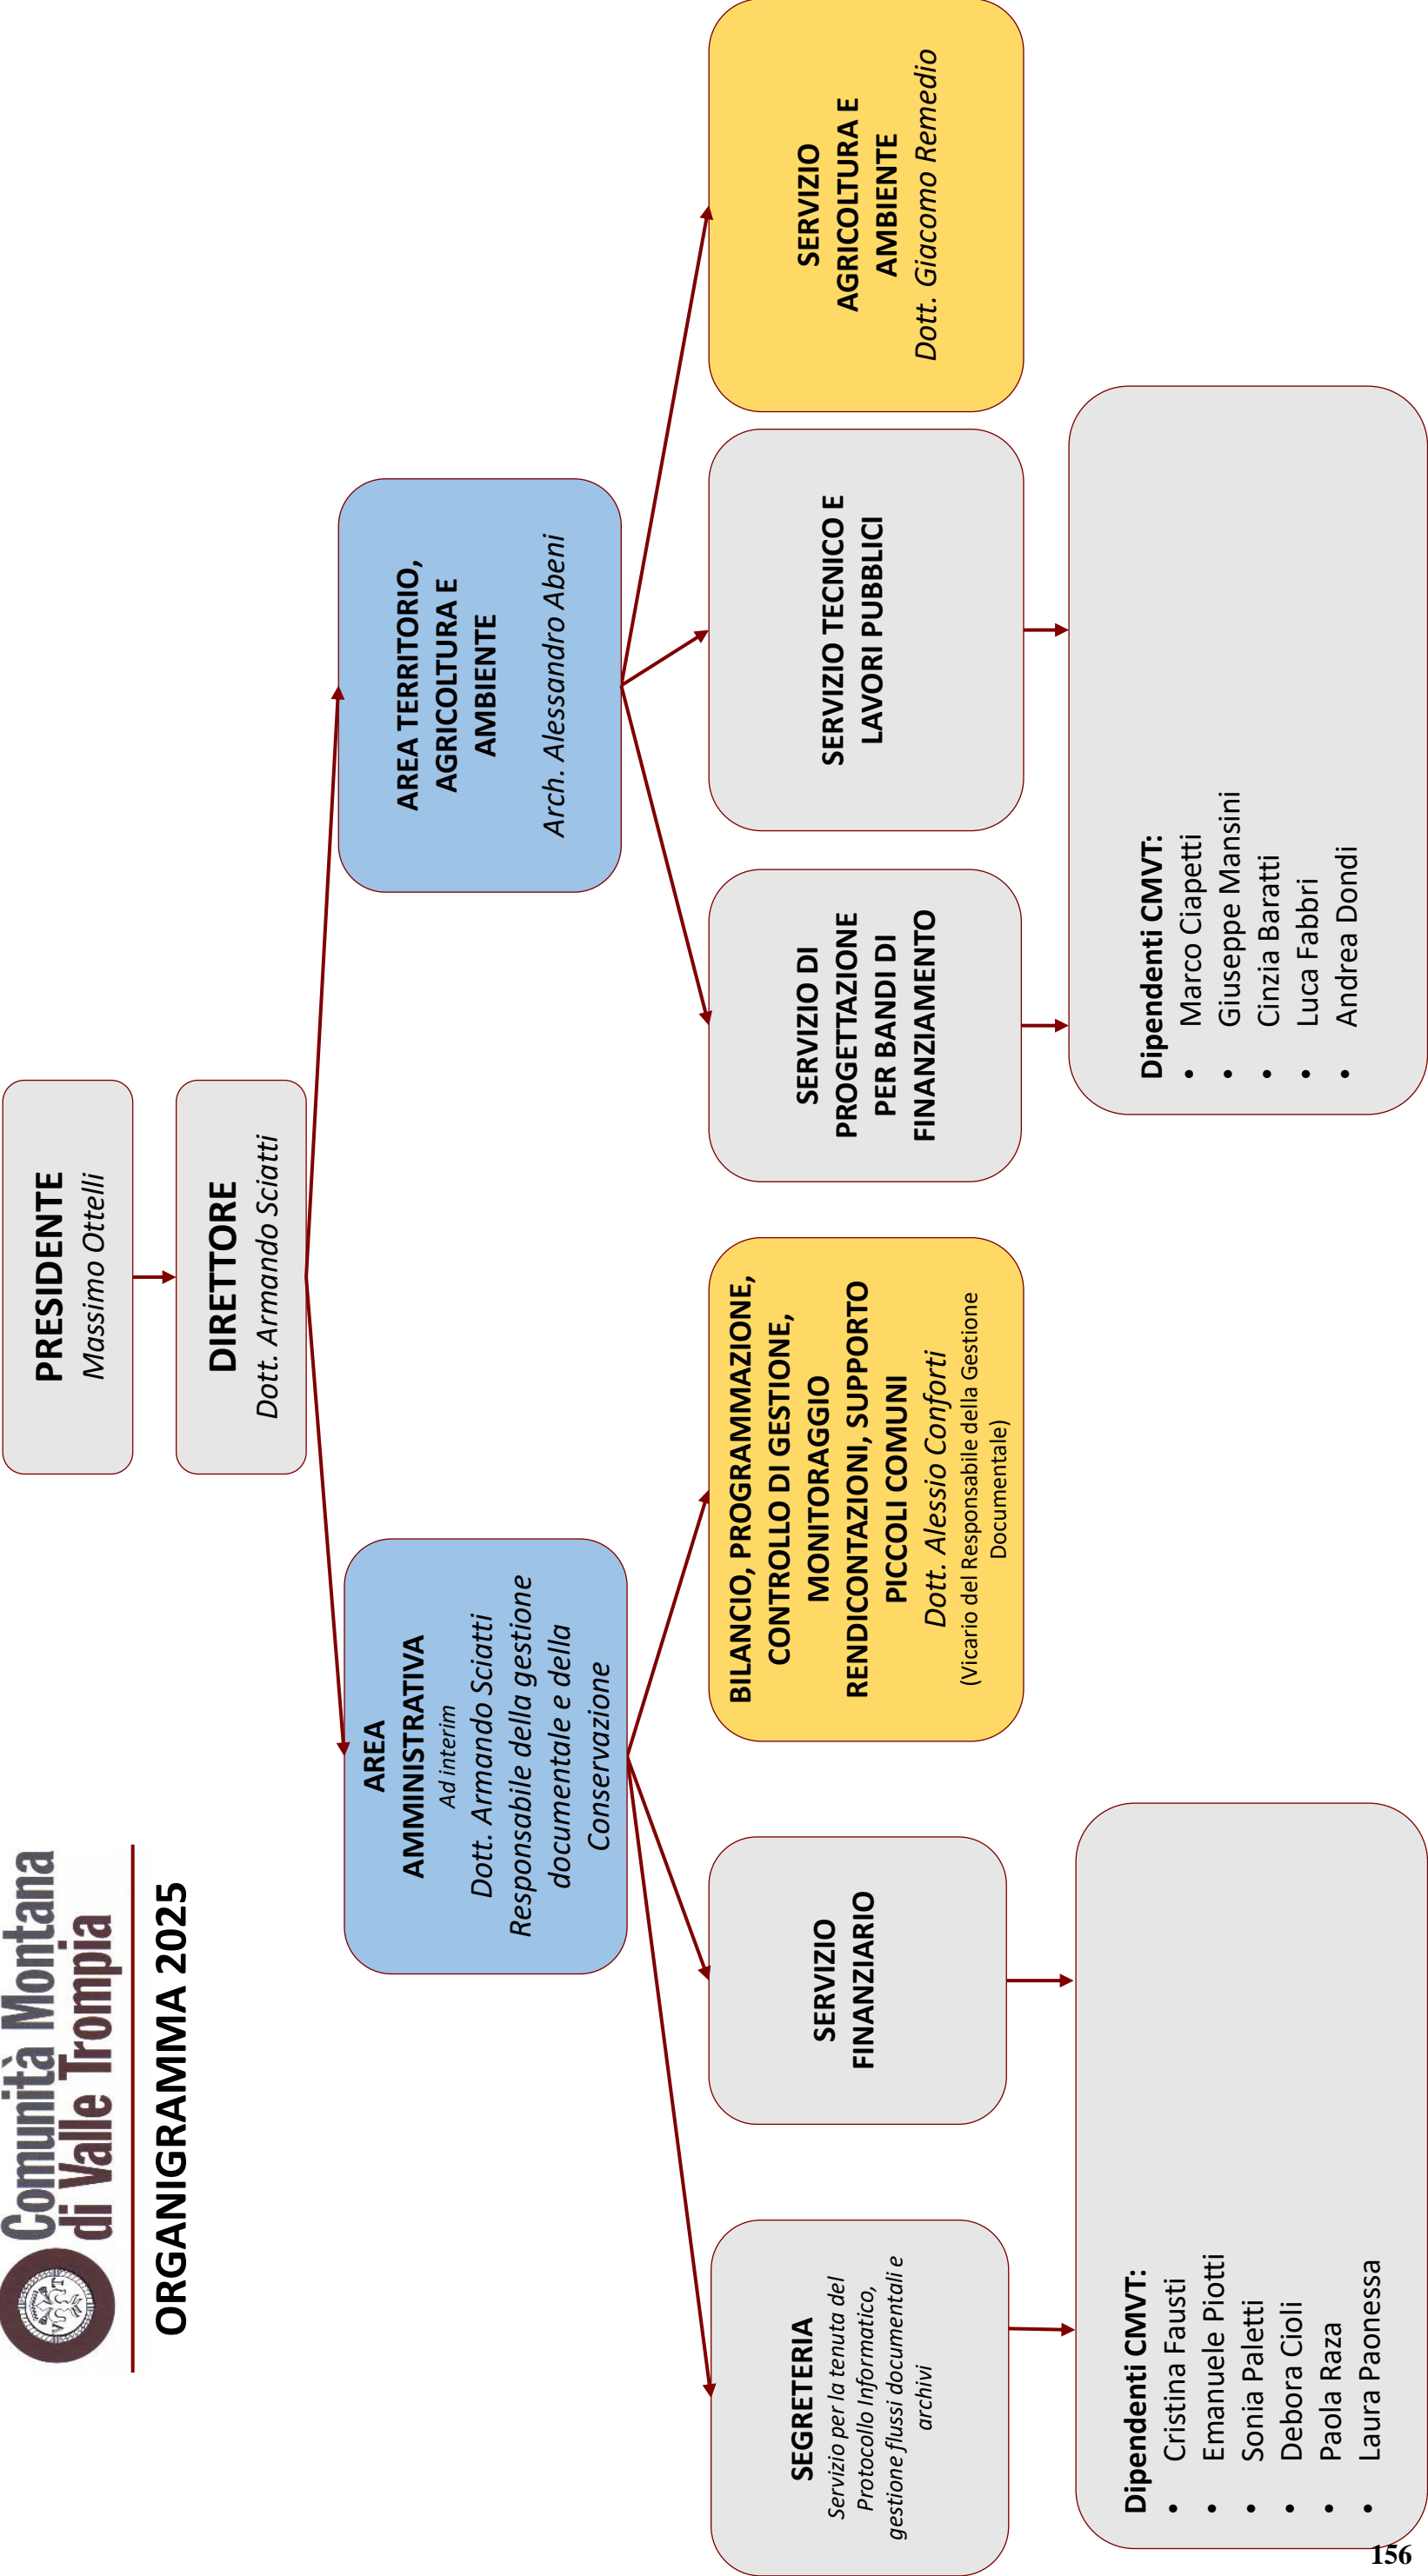 Comunità Montana
di Valle Trompia
ORGANIGRAMMA 2025
PRESIDENTE
Massimo Ottelli
DIRETTORE
Dott. Armando Sciatti
AREA
AMMINISTRATIVA
Ad interim
Dott. Armando Sciatti
Responsabile della gestione
documentale e della
Conservazione
AREA TERRITORIO,
AGRICOLTURA E
AMBIENTE
Arch. Alessandro Abeni
SEGRETERIA
Servizio per la tenuta del
Protocollo Informatico,
gestione flussi documentali e
archivi
SERVIZIO
FINANZIARIO
BILANCIO, PROGRAMMAZIONE,
CONTROLLO DI GESTIONE,
MONITORAGGIO
RENDICONTAZIONI, SUPPORTO
PICCOLI COMUNI
Dott. Alessio Conforti
(Vicario del Responsabile della Gestione
Documentale)
SERVIZIO DI
PROGETTAZIONE
PER BANDI DI
FINANZIAMENTO
SERVIZIO TECNICO E
LAVORI PUBBLICI
SERVIZIO
AGRICOLTURA E
AMBIENTE
Dott. Giacomo Remedio
Dipendenti CMVT:
• Cristina Fausti
• Emanuele Piotti
• Sonia Paletti
• Debora Cioli
• Paola Raza
• Laura Paonessa
Dipendenti CMVT:
• Marco Ciapetti
• Giuseppe Mansini
• Cinzia Baratti
• Luca Fabbri
• Andrea Dondi
156